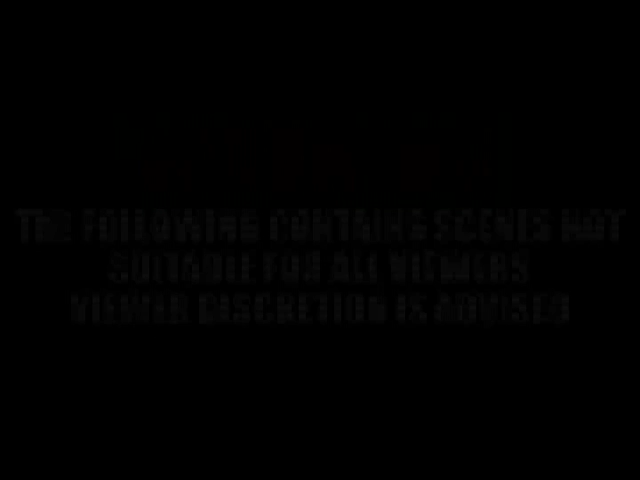 THE FOLLOWING CONTAINS SCENES NOT
SUITABLE FOR ALL VIEWERS
VIEWER DISCRETION IS ADVISED